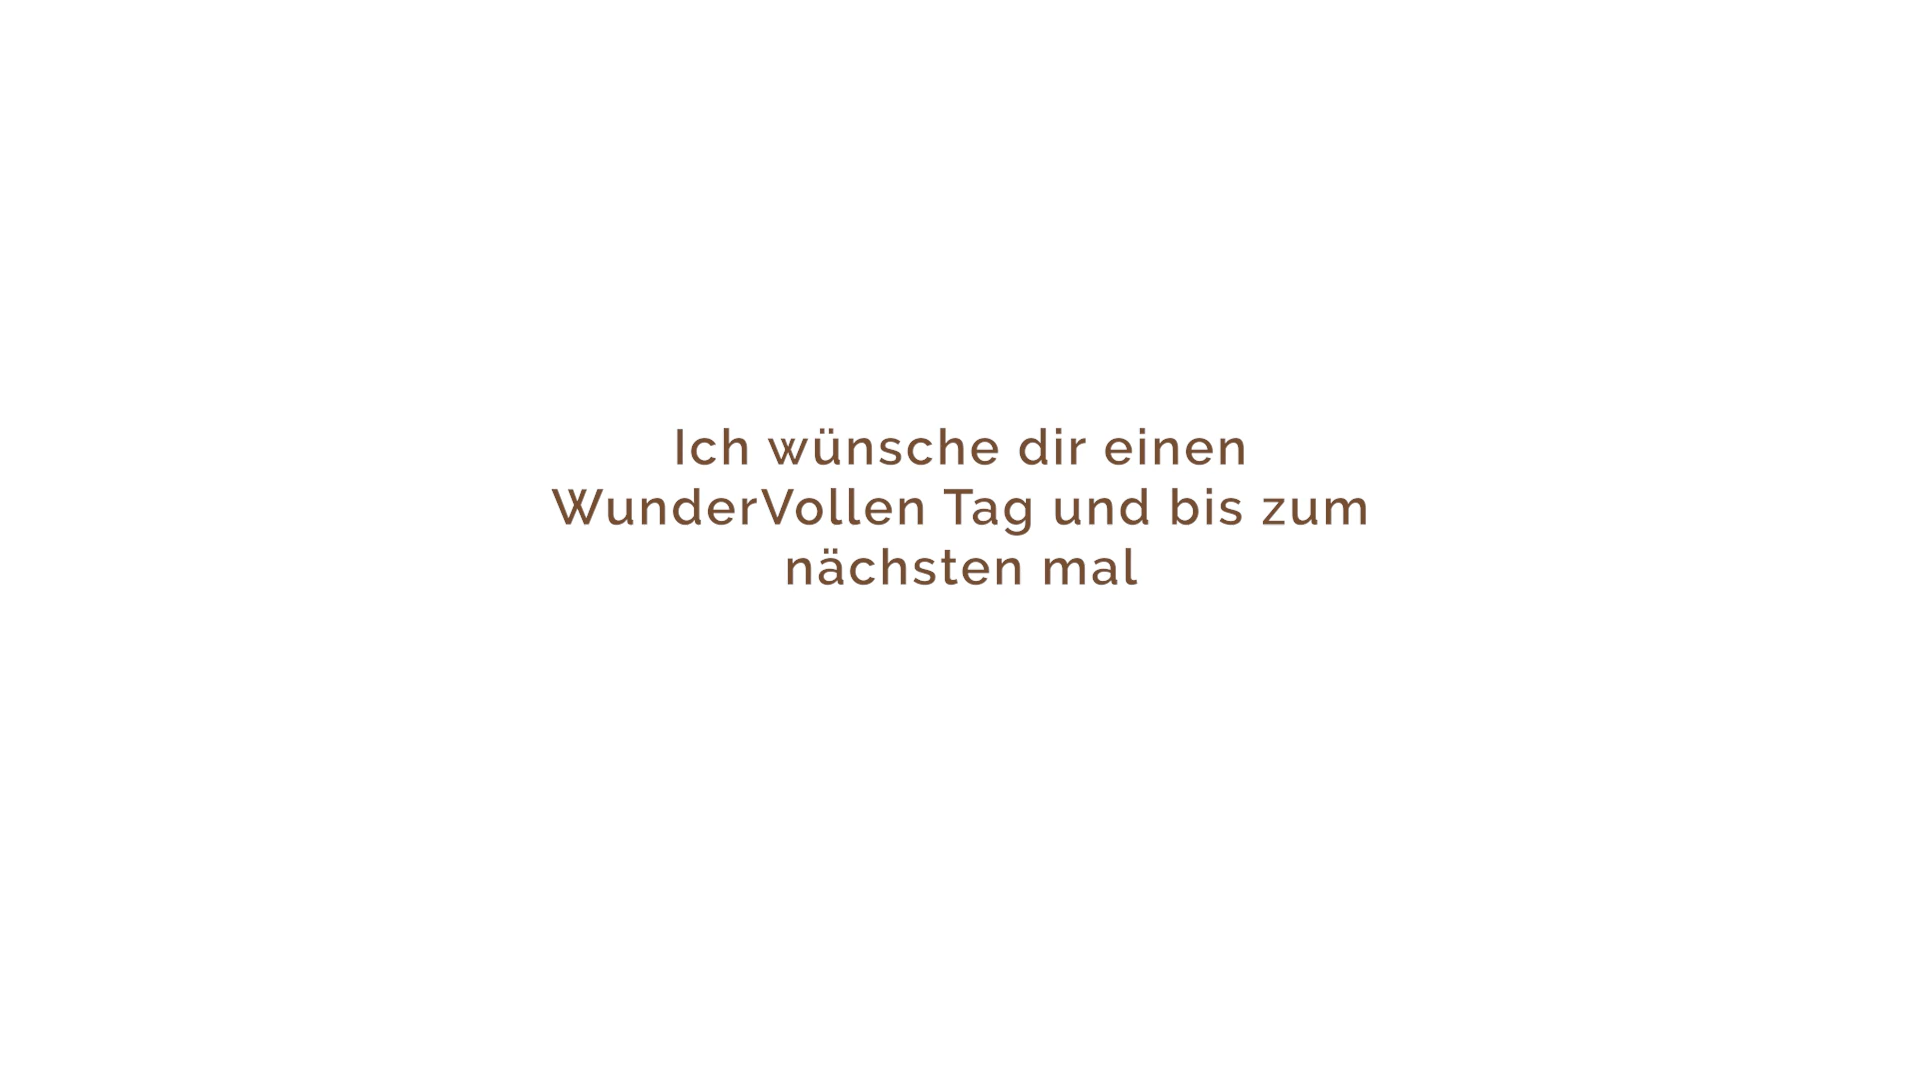 Ich wünsche dir einen
WunderVollen Tag und bis zum
nächsten mal